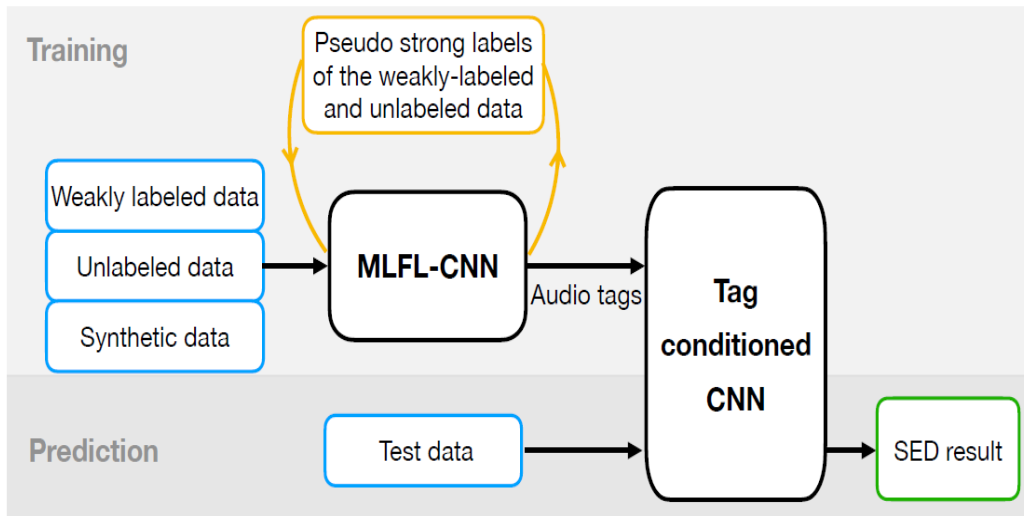 Training
Pseudo strong labels
of the weakly-labeled
and unlabeled data
Weakly labeled data
Unlabeled data
Synthetic data
MLFL-CNN
Audio tags
Tag
conditioned
CNN
Prediction
Test data
SED result